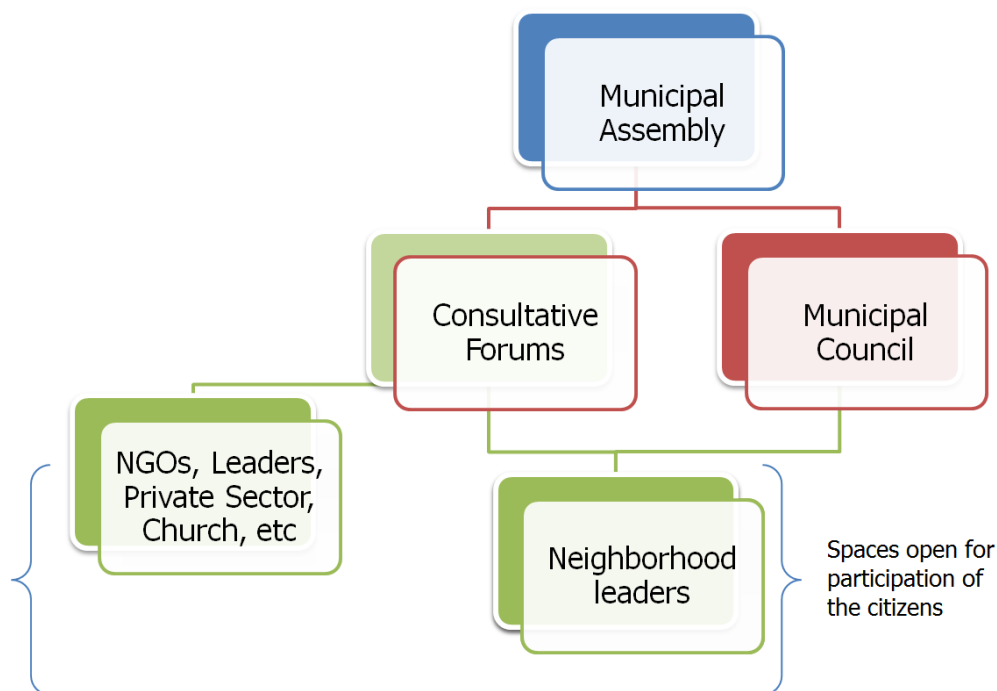 Municipal
Assembly
Consultative
Forums
Municipal
Council
NGOs, Leaders,
Private Sector,
Church, etc
Neighborhood
leaders
Spaces open for
participation of
the citizens